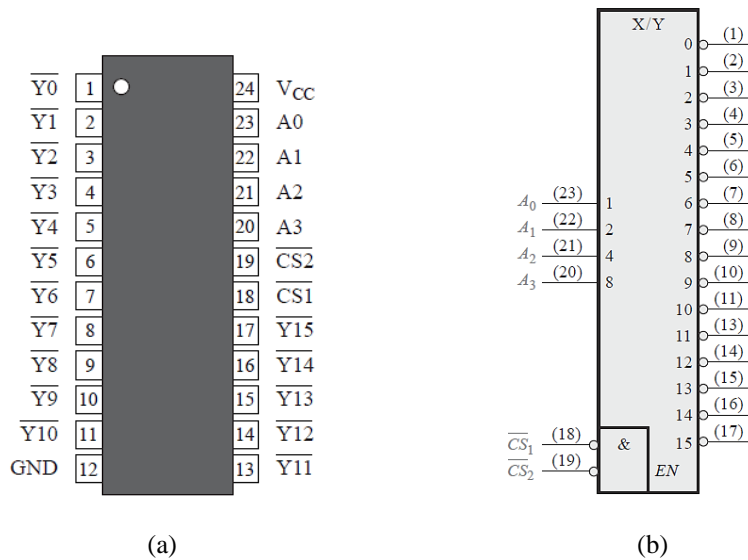 Y0 1 24 VCC
Y1 2 23 A0
Y2 3 22 A1
Y3 4 21 A2
Y4 5 20 A3
Y5 6 19 CS2
Y6 7 18 CS1
Y7 8 17 Y15
Y8 9 16 Y14
Y9 10 15 Y13
Y10 11 14 Y12
GND 12 13 Y11
(a)
X/Y
0 (1)
1 (2)
2 (3)
3 (4)
4 (5)
5 (6)
A0 (23) 1 6 (7)
A1 (22) 2 7 (8)
A2 (21) 4 8 (9)
A3 (20) 8 9 (10)
10 (11)
11 (13)
12 (14)
13 (15)
14 (16)
CS1 (18) & 15 (17)
CS2 (19) EN
(b)